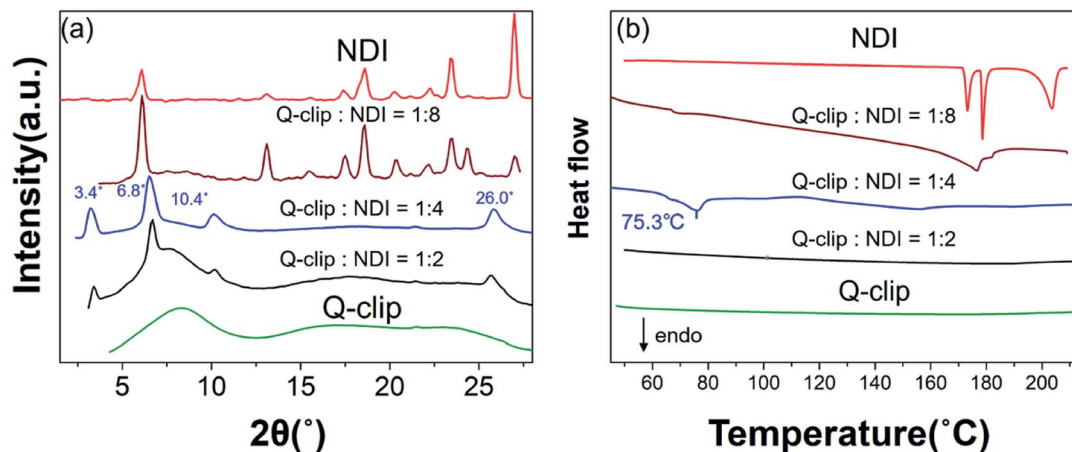 (a)
NDI
Q-clip : NDI = 1:8
3.4°
6.8°
10.4°
Q-clip : NDI = 1:4
26.0°
Q-clip : NDI = 1:2
Q-clip
Intensity(a.u.)
5
10
15
20
25
2θ(°)
(b)
NDI
Q-clip : NDI = 1:8
Q-clip : NDI = 1:4
75.3°C
Q-clip : NDI = 1:2
Q-clip
endo
Heat flow
60
80
100
120
140
160
180
200
Temperature(°C)